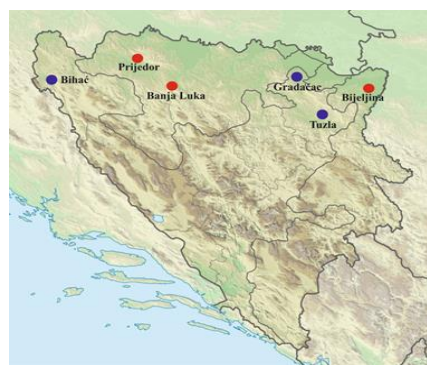 Prijedor
Bihać
Banja Luka
Gradačac
Bijeljina
Tuzla